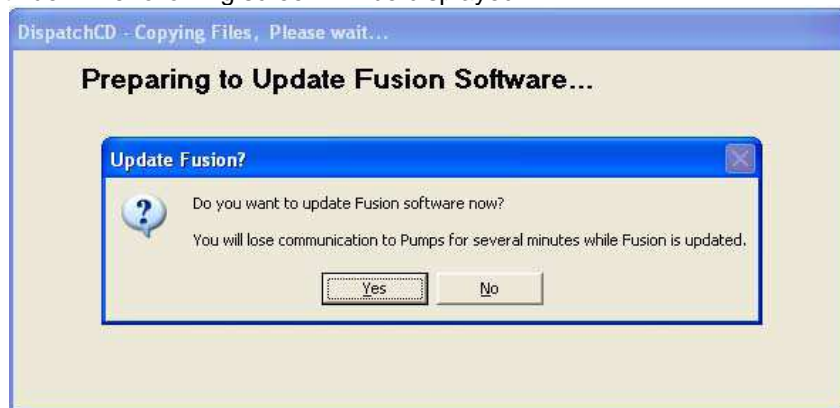 DispatchCD - Copying Files, Please wait...
Preparing to Update Fusion Software...
Update Fusion?
Do you want to update Fusion software now?
You will lose communication to Pumps for several minutes while Fusion is updated.
Yes No